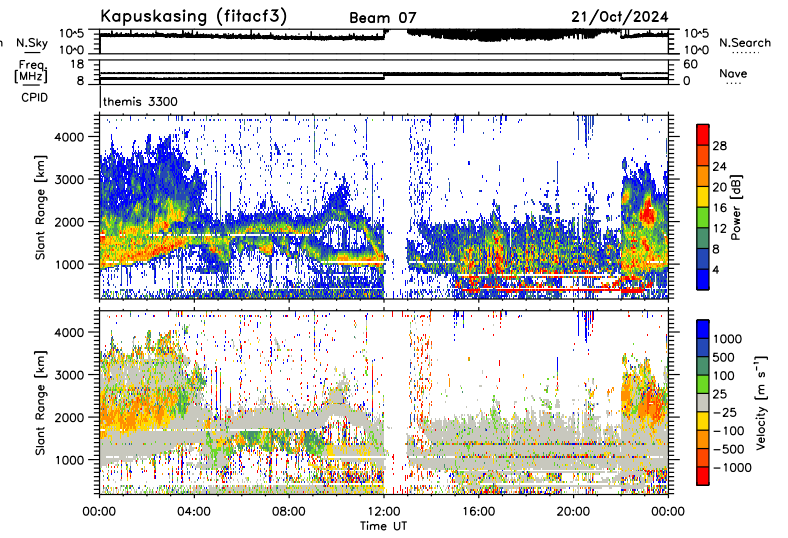 Kapuskasing (fitacf3) Beam 07 21/Oct/2024
N.Sky 10^5 10^0 10^5 10^0 N.Search
Freq. [MHz] 18 8 60 0 Nave
CPID themis 3300
Slant Range [km] 4000 3000 2000 1000
28 24 20 16 12 8 4 Power [dB]
Slant Range [km] 4000 3000 2000 1000
1000 500 100 25 -25 -100 -500 -1000 Velocity [m s⁻¹]
00:00 04:00 08:00 12:00 16:00 20:00 00:00
Time UT